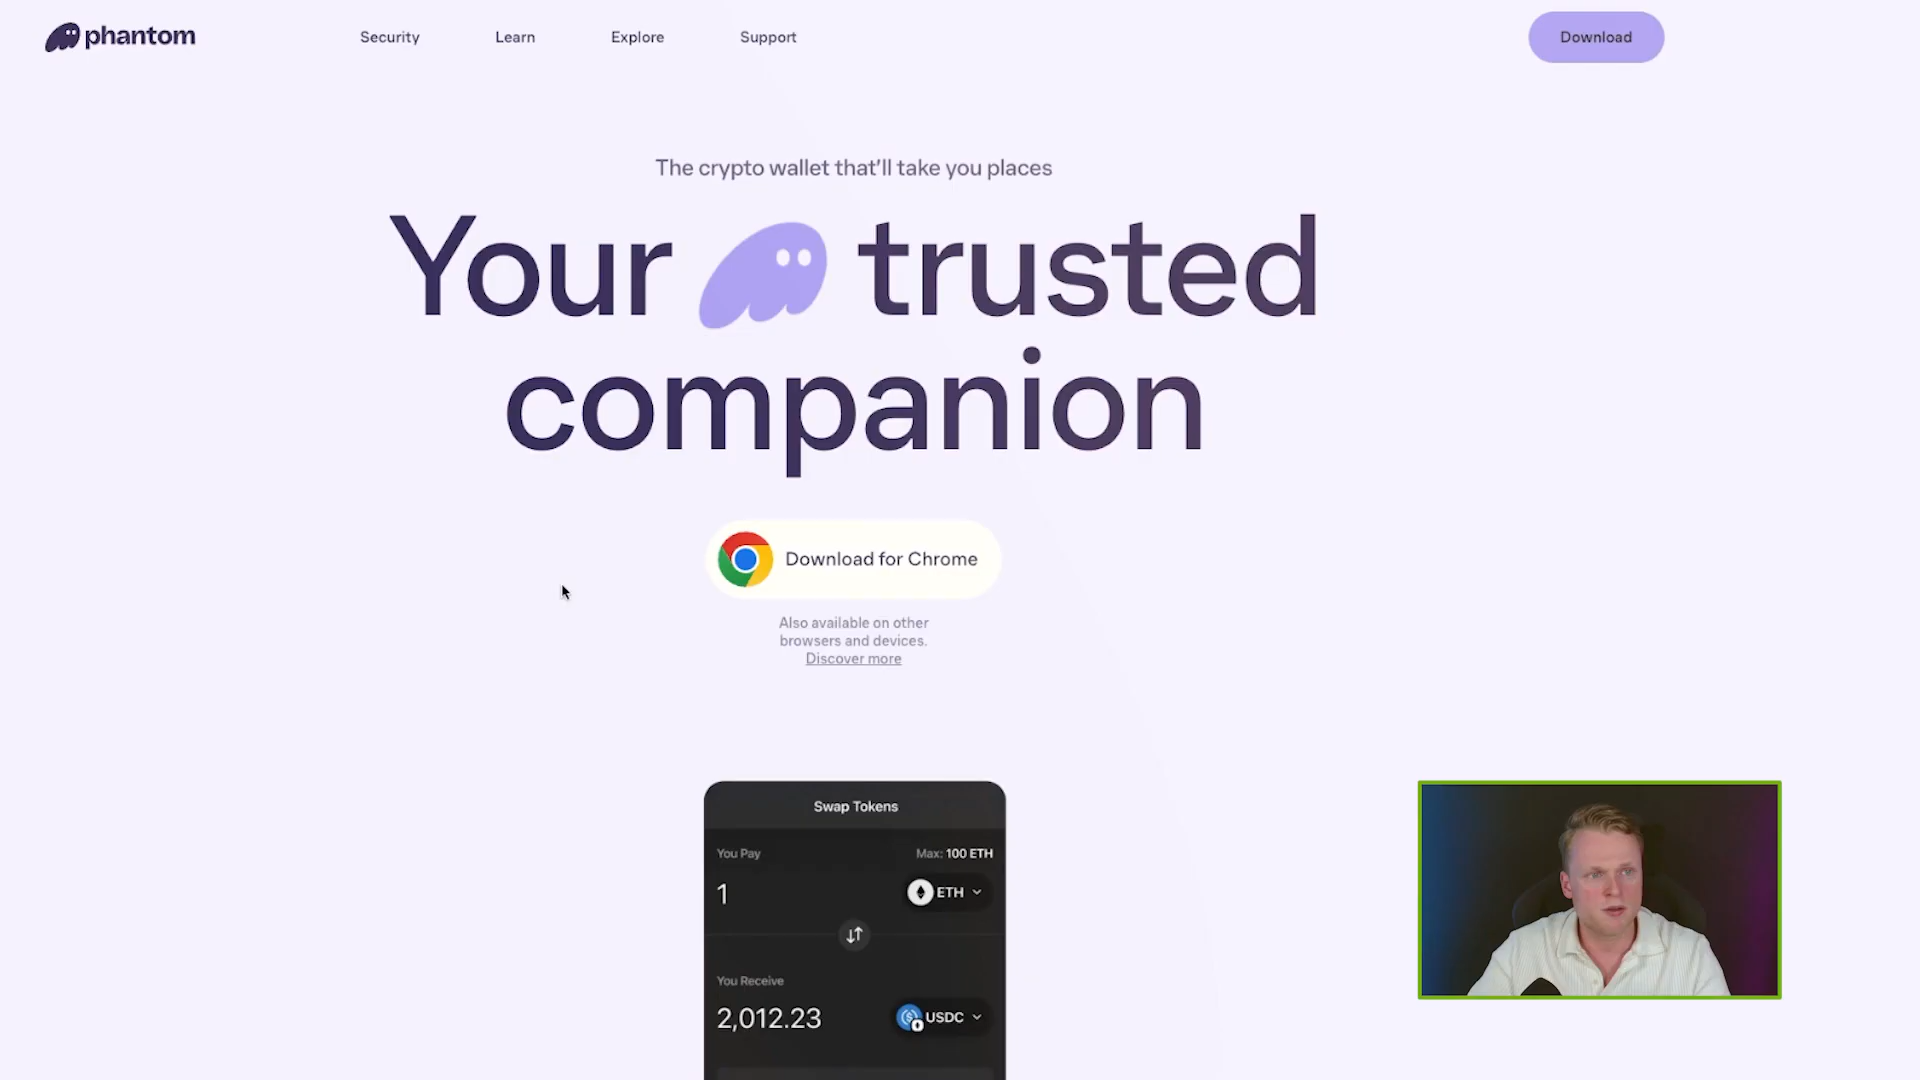 phantom
Security
Learn
Explore
Support
Download
The crypto wallet that'll take you places
Your trusted
companion
Download for Chrome
Also available on other
browsers and devices.
Discover more
Swap Tokens
You Pay
Max: 100 ETH
1
ETH
You Receive
2,012.23
USDC